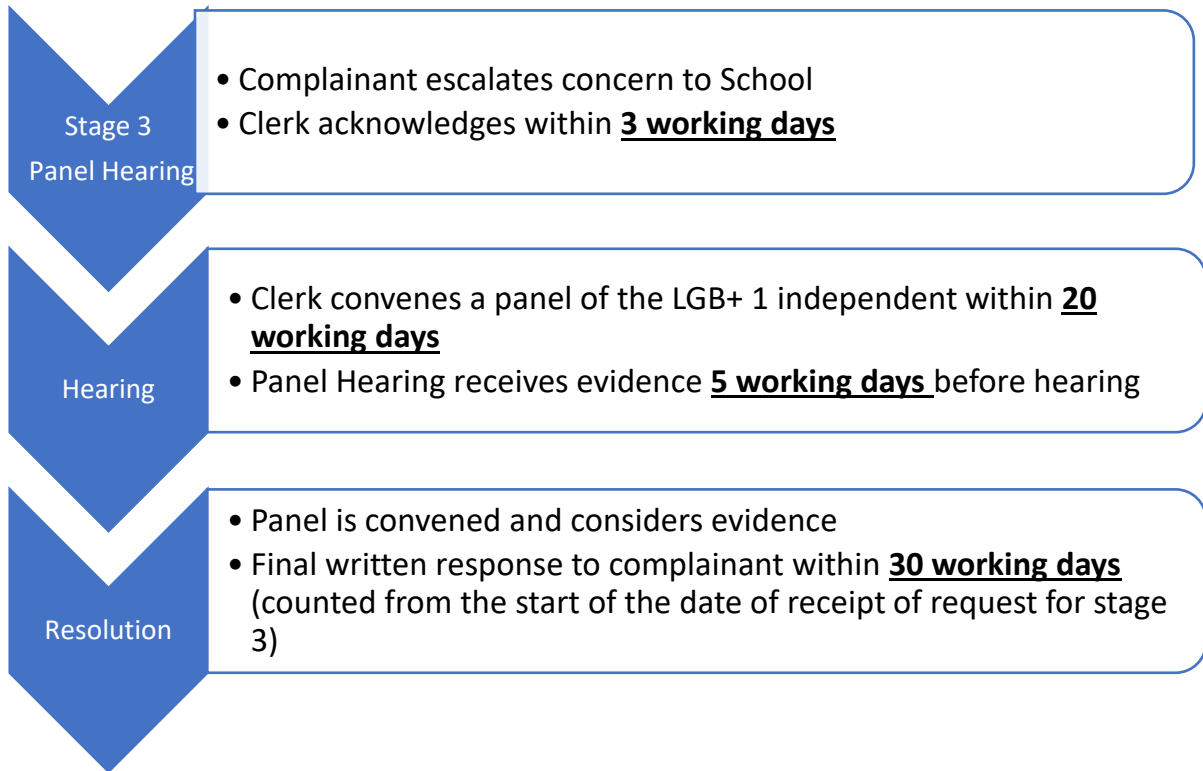 Stage 3
Panel Hearing
• Complainant escalates concern to School
• Clerk acknowledges within 3 working days
Hearing
• Clerk convenes a panel of the LGB+ 1 independent within 20
working days
• Panel Hearing receives evidence 5 working days before hearing
Resolution
• Panel is convened and considers evidence
• Final written response to complainant within 30 working days
(counted from the start of the date of receipt of request for stage
3)